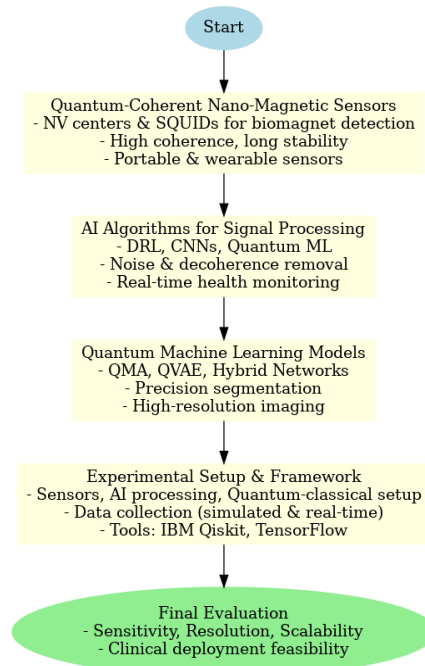 Start
Quantum-Coherent Nano-Magnetic Sensors
- NV centers & SQUIDs for biomagnet detection
- High coherence, long stability
- Portable & wearable sensors
AI Algorithms for Signal Processing
- DRL, CNNs, Quantum ML
- Noise & decoherence removal
- Real-time health monitoring
Quantum Machine Learning Models
- QMA, QVAE, Hybrid Networks
- Precision segmentation
- High-resolution imaging
Experimental Setup & Framework
- Sensors, AI processing, Quantum-classical setup
- Data collection (simulated & real-time)
- Tools: IBM Qiskit, TensorFlow
Final Evaluation
- Sensitivity, Resolution, Scalability
- Clinical deployment feasibility